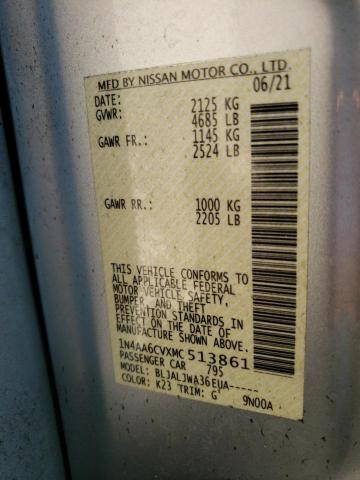 MFD BY NISSAN MOTOR CO., LTD.
DATE: 06/21
GVWR: 2125 KG
4685 LB
GAWR FR.: 1145 KG
2524 LB
GAWR RR.: 1000 KG
2205 LB
THIS VEHICLE CONFORMS TO
ALL APPLICABLE FEDERAL
MOTOR VEHICLE SAFETY,
BUMPER, AND THEFT
PREVENTION STANDARDS IN
EFFECT ON THE DATE OF
MANUFACTURE SHOWN ABOVE.
1N4AA6CVXMC513861
PASSENGER CAR 795
MODEL: BLJALJWA36EUA-----
COLOR: K23 TRIM: G 9N00A